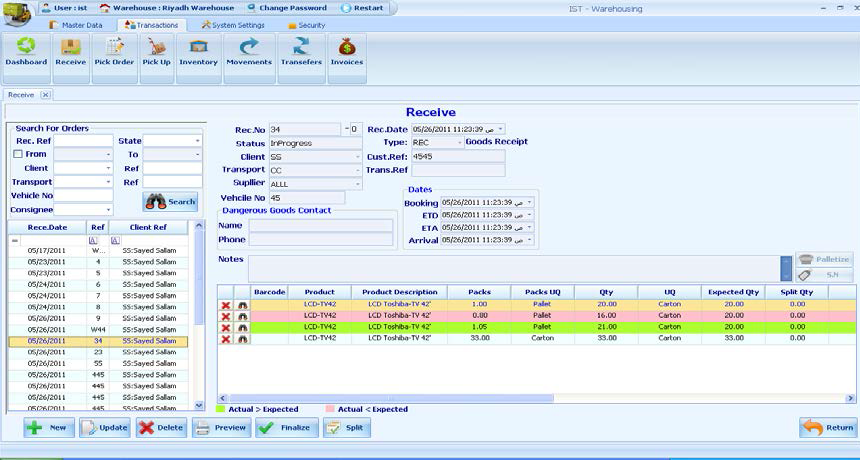 User : ist Warehouse : Riyadh Warehouse Change Password Restart IST - Warehousing
Master Data Transactions System Settings Security
Dashboard Receive Pick Order Pick Up Inventory Movements Transefers Invoices
Receive
Receive
Search For Orders
Rec. Ref State
From To
Client Ref
Transport Ref
Vehicle No Search
Consignee
Rec.No 34 - 0 Rec.Date 05/26/2011 11:23:39 ص
Status InProgress Type: REC Goods Receipt
Client SS Cust.Ref: 4545
Transport CC Trans.Ref
Supllier ALLL
Vehcile No 45
Dates
Booking 05/26/2011 11:23:39 ص
ETD 05/26/2011 11:23:39 ص
ETA 05/26/2011 11:23:39 ص
Arrival 05/26/2011 11:23:39 ص
Dangerous Goods Contact
Name
Phone
Notes
Palletize
S.N
Rece.Date Ref Client Ref
= A A
05/17/2011 W... SS:Sayed Sallam
05/23/2011 4 SS:Sayed Sallam
05/23/2011 5 SS:Sayed Sallam
05/24/2011 6 SS:Sayed Sallam
05/24/2011 7 SS:Sayed Sallam
05/24/2011 8 SS:Sayed Sallam
05/26/2011 9 SS:Sayed Sallam
05/26/2011 W44 SS:Sayed Sallam
05/26/2011 34 SS:Sayed Sallam
05/26/2011 23 SS:Sayed Sallam
05/26/2011 SS SS:Sayed Sallam
05/26/2011 445 SS:Sayed Sallam
05/26/2011 445 SS:Sayed Sallam
05/26/2011 445 SS:Sayed Sallam
05/26/2011 445 SS:Sayed Sallam
Barcode Product Product Description Packs Packs UQ Qty UQ Expected Qty Split Qty
LCD-TV42 LCD Toshiba-TV 42' 1.00 Pallet 20.00 Carton 20.00 0.00
LCD-TV42 LCD Toshiba-TV 42' 0.80 Pallet 16.00 Carton 20.00 0.00
LCD-TV42 LCD Toshiba-TV 42' 1.05 Pallet 21.00 Carton 20.00 0.00
LCD-TV42 LCD Toshiba-TV 42' 33.00 Carton 33.00 Carton 33.00 0.00
Actual > Expected Actual < Expected
New Update Delete Preview Finalize Split Return